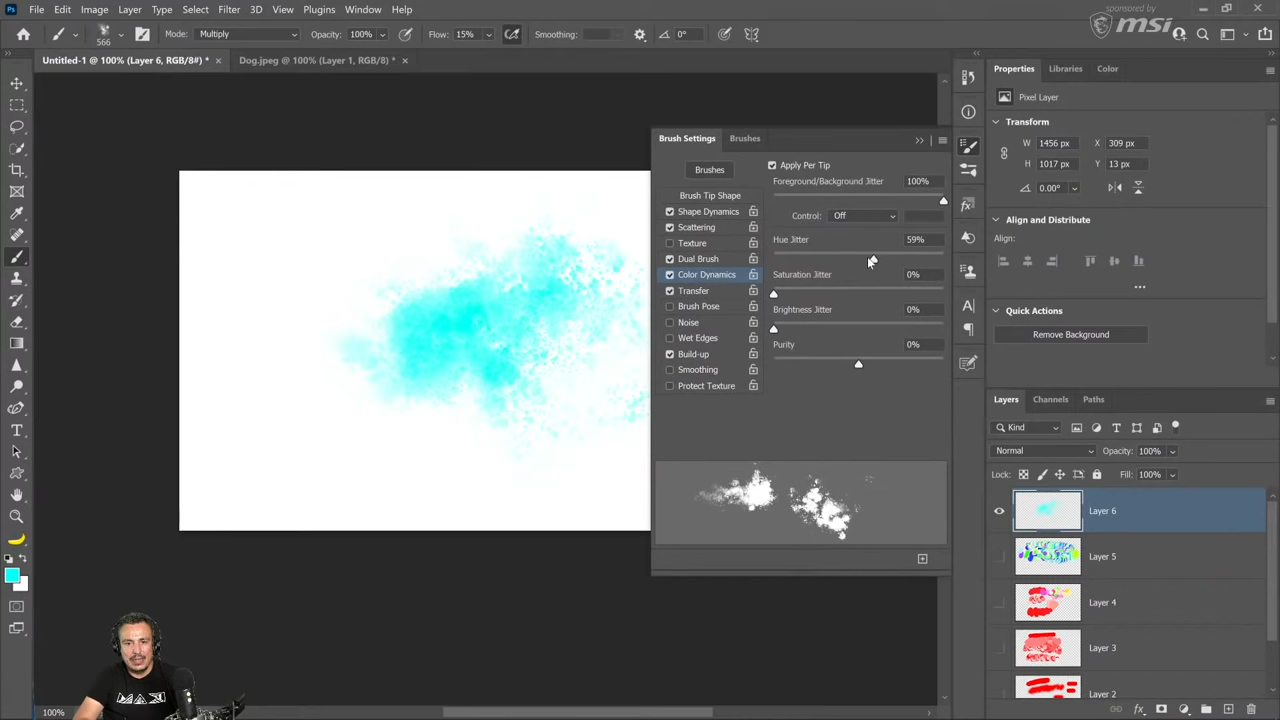 sponsored by
msi
Ps File Edit Image Layer Type Select Filter 3D View Plugins Window Help
566 Mode: Multiply Opacity: 100% Flow: 15% Smoothing: 0°
Untitled-1 @ 100% (Layer 6, RGB/8#) * × Dog.jpeg @ 100% (Layer 1, RGB/8) * ×
Brush Settings Brushes
Brushes
Brush Tip Shape
Shape Dynamics
Scattering
Texture
Dual Brush
Color Dynamics
Transfer
Brush Pose
Noise
Wet Edges
Build-up
Smoothing
Protect Texture
Apply Per Tip
Foreground/Background Jitter 100%
Control: Off
Hue Jitter 59%
Saturation Jitter 0%
Brightness Jitter 0%
Purity 0%
Properties Libraries Color
Pixel Layer
Transform
W 1456 px X 309 px
H 1017 px Y 13 px
0.00°
Align and Distribute
Align:
Quick Actions
Remove Background
Layers Channels Paths
Kind
Normal Opacity: 100%
Lock: Fill: 100%
Layer 6
Layer 5
Layer 4
Layer 3
Layer 2
100%